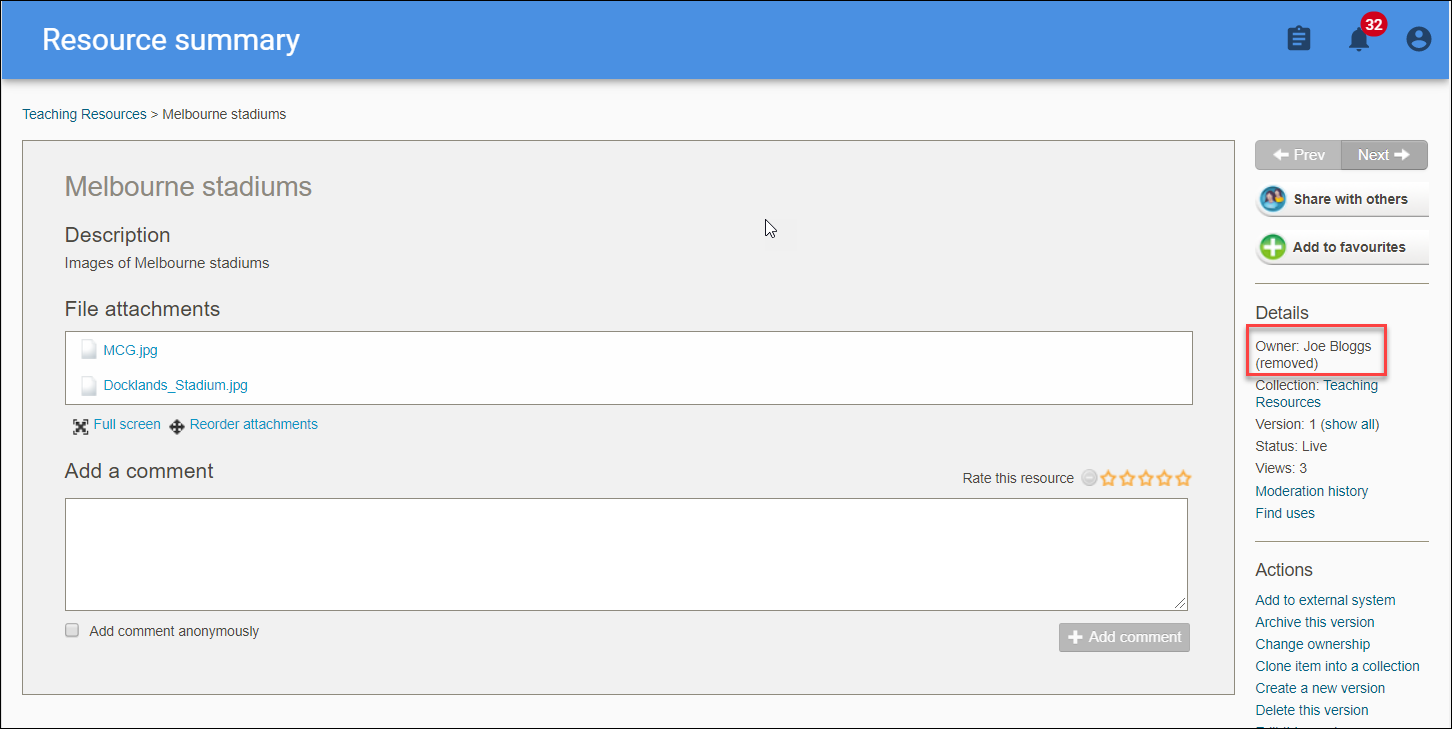 Resource summary
32
Teaching Resources > Melbourne stadiums
Prev
Next
Melbourne stadiums
Share with others
Description
Add to favourites
Images of Melbourne stadiums
File attachments
MCG.jpg
Docklands_Stadium.jpg
Full screen
Reorder attachments
Add a comment
Rate this resource
Add comment anonymously
Add comment
Details
Owner: Joe Bloggs
(removed)
Collection: Teaching
Resources
Version: 1 (show all)
Status: Live
Views: 3
Moderation history
Find uses
Actions
Add to external system
Archive this version
Change ownership
Clone item into a collection
Create a new version
Delete this version